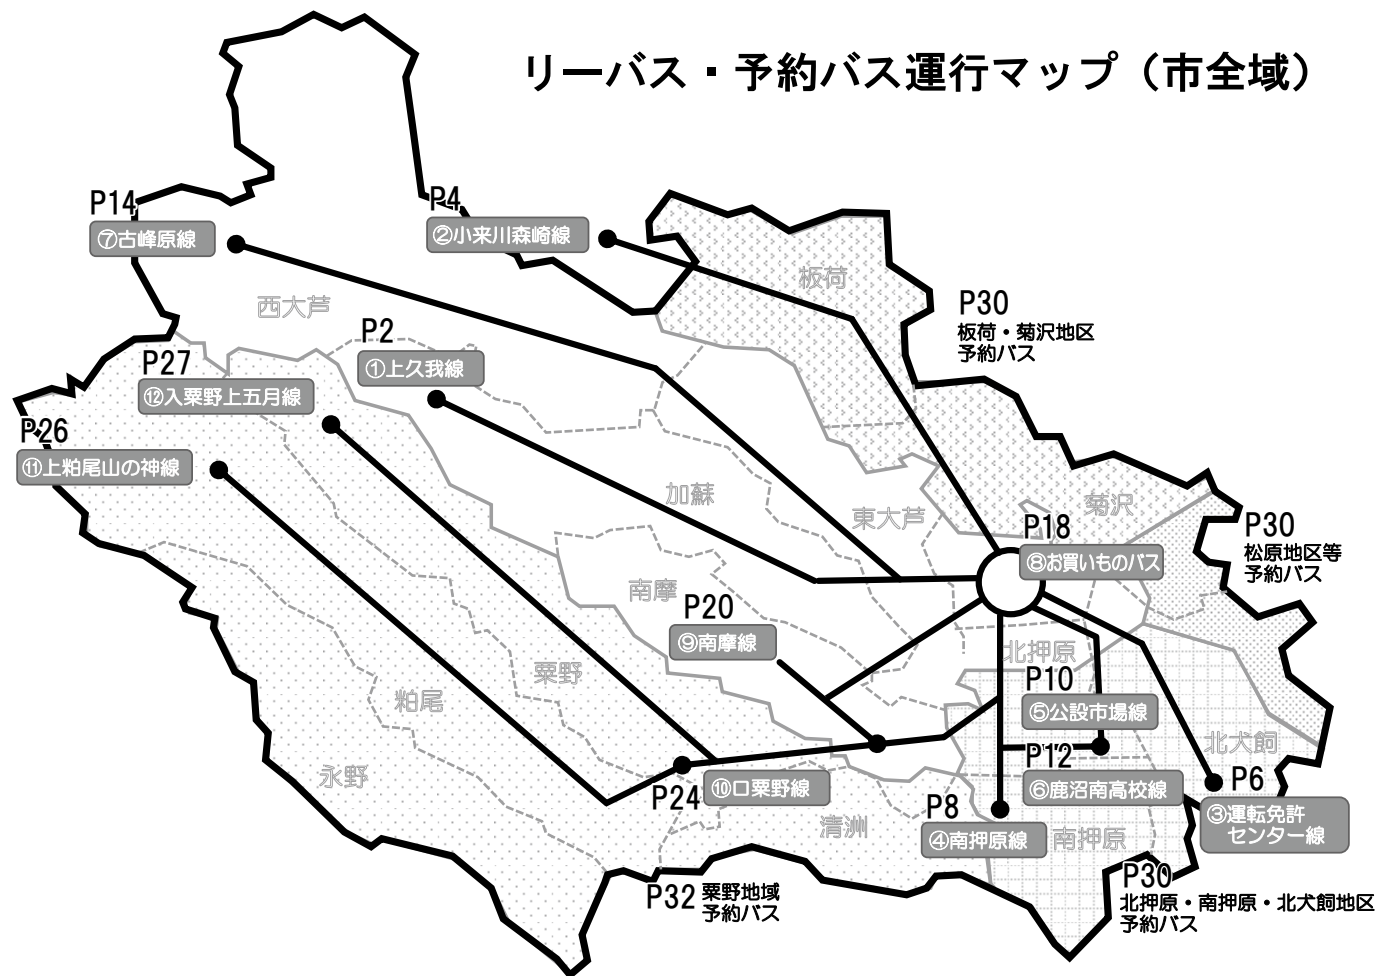 リーバス・予約バス運行マップ（市全域）
P14
⑦古峰原線
P4
②小来川森崎線
板荷
西大芦
P30
板荷・菊沢地区
予約バス
P2
①上久我線
P27
⑫入粟野上五月線
P26
⑪上粕尾山の神線
加蘇
東大芦
菊沢
P18
⑧お買いものバス
P30
松原地区等
予約バス
南摩
P20
⑨南摩線
北押原
粟野
粕尾
P10
⑤公設市場線
北犬飼
永野
P12
⑥鹿沼南高校線
P24
⑩口粟野線
P6
③運転免許
センター線
P8
④南押原線
清洲
南押原
P32
粟野地域
予約バス
P30
北押原・南押原・北犬飼地区
予約バス